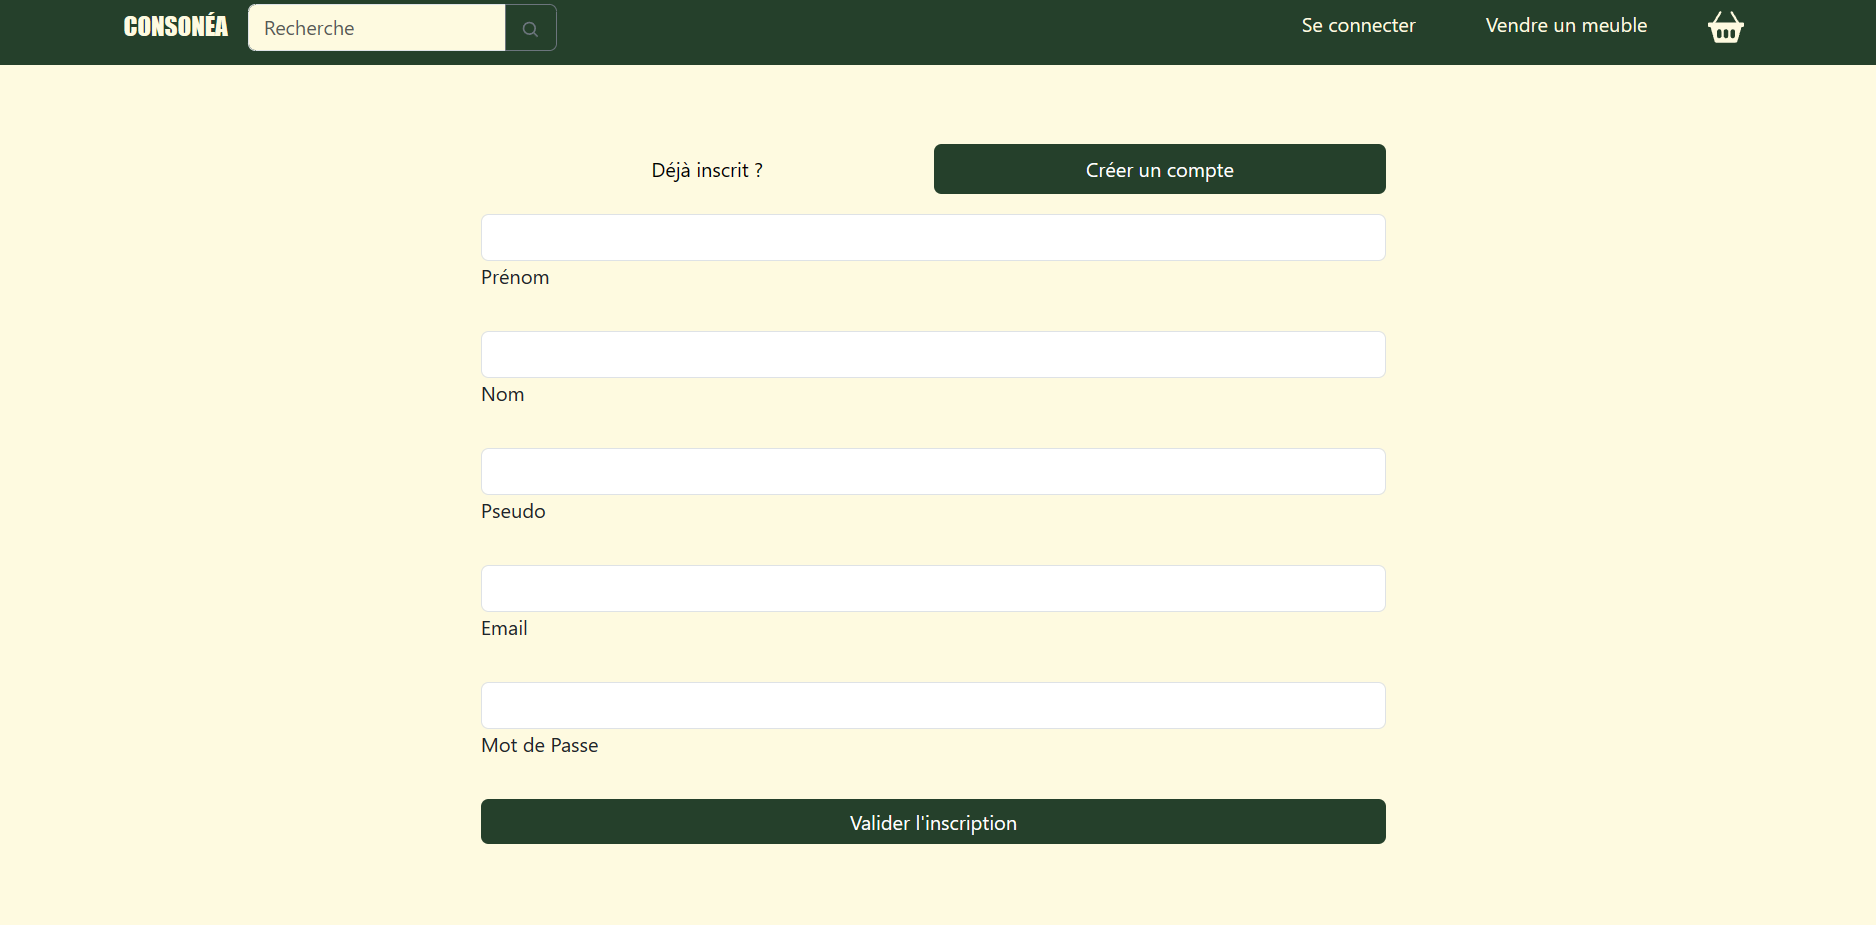 CONSONÉA
Recherche
Se connecter
Vendre un meuble
Déjà inscrit ?
Créer un compte
Prénom
Nom
Pseudo
Email
Mot de Passe
Valider l'inscription